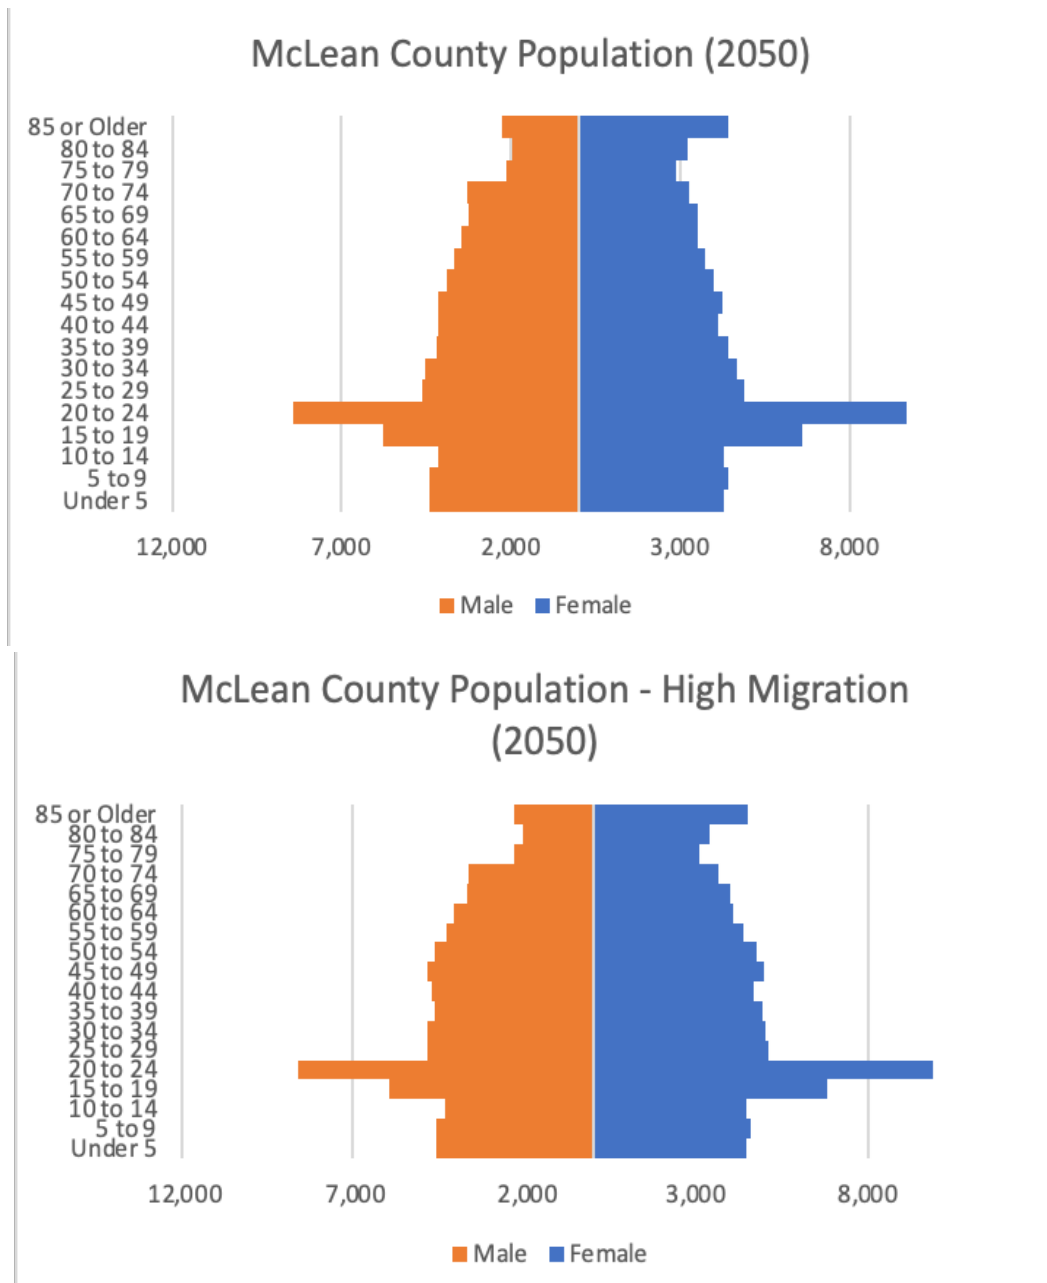 McLean County Population (2050)
85 or Older
80 to 84
75 to 79
70 to 74
65 to 69
60 to 64
55 to 59
50 to 54
45 to 49
40 to 44
35 to 39
30 to 34
25 to 29
20 to 24
15 to 19
10 to 14
5 to 9
Under 5
12,000 7,000 2,000 3,000 8,000
Male Female
McLean County Population - High Migration
(2050)
85 or Older
80 to 84
75 to 79
70 to 74
65 to 69
60 to 64
55 to 59
50 to 54
45 to 49
40 to 44
35 to 39
30 to 34
25 to 29
20 to 24
15 to 19
10 to 14
5 to 9
Under 5
12,000 7,000 2,000 3,000 8,000
Male Female